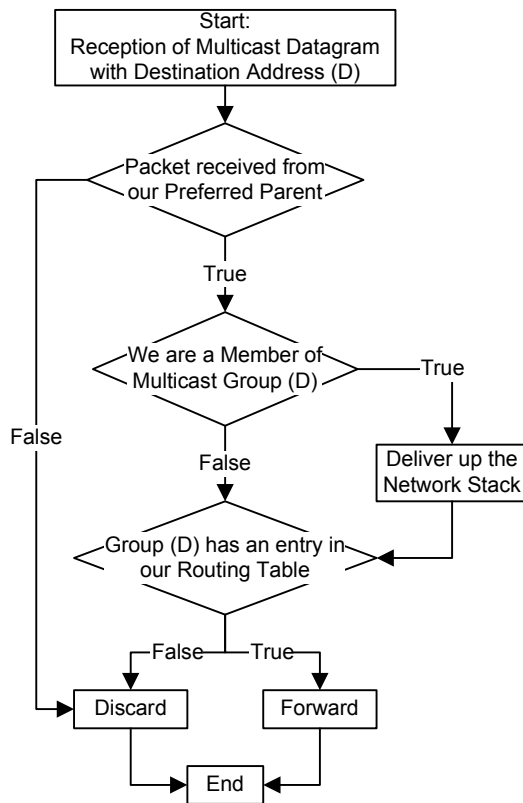 Start:
Reception of Multicast Datagram
with Destination Address (D)
Packet received from
our Preferred Parent
True
We are a Member of
Multicast Group (D)
True
False
False
Deliver up the
Network Stack
Group (D) has an entry in
our Routing Table
False
True
Discard
Forward
End